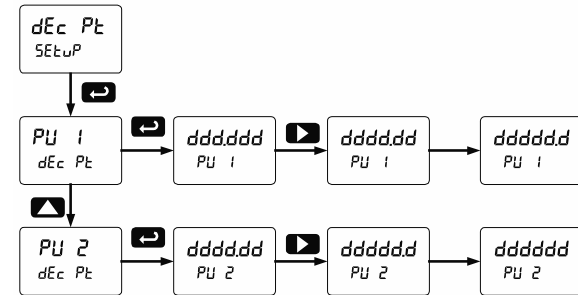 dEc Pt
SEtuP
PU 1
dEc Pt
ddd.ddd
PU 1
dddd.dd
PU 1
ddddd.d
PU 1
PU 2
dEc Pt
dddd.dd
PU 2
ddddd.d
PU 2
dddddd
PU 2